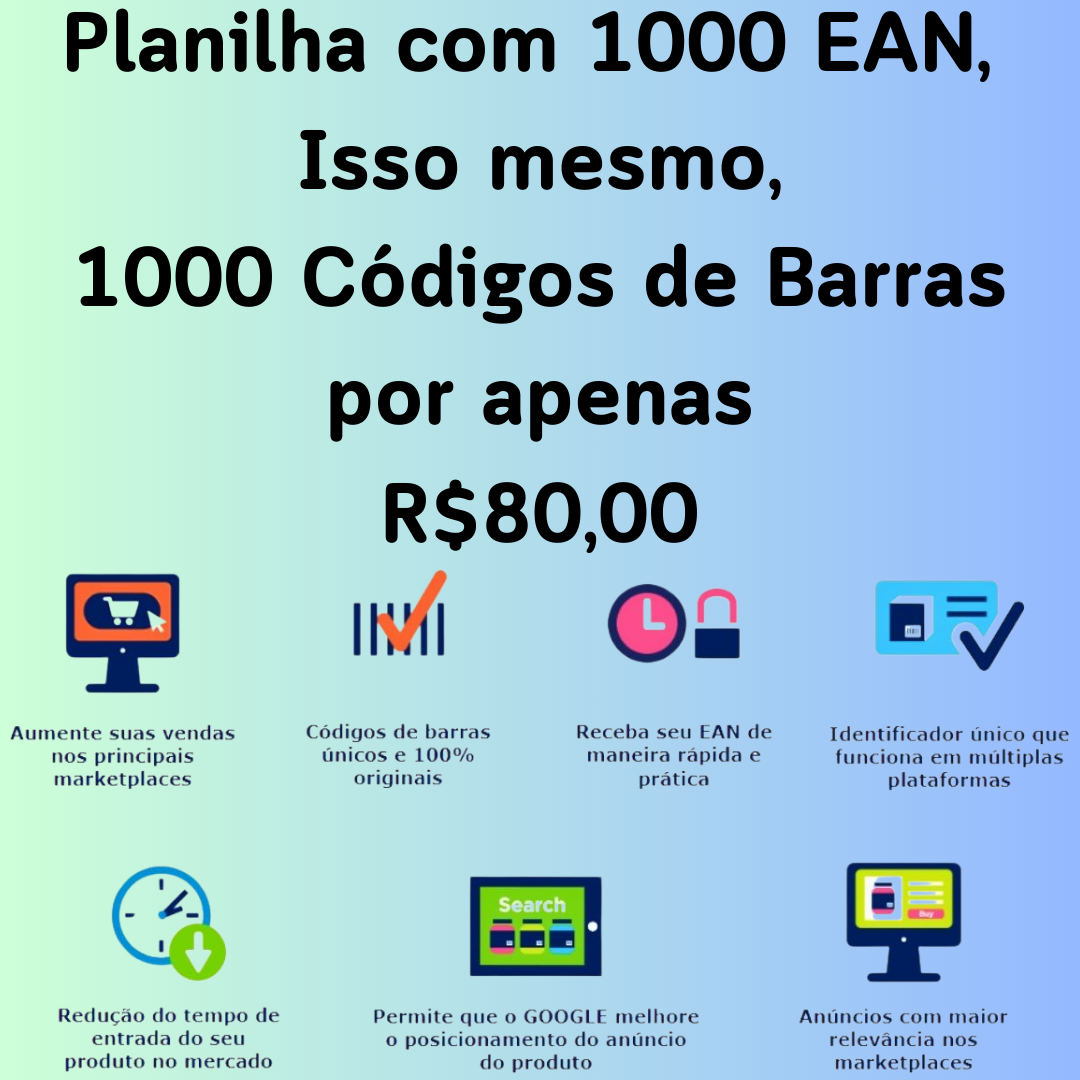 Planilha com 1000 EAN,
Isso mesmo,
1000 Códigos de Barras
por apenas
R$80,00
Aumente suas vendas
nos principais
marketplaces
Códigos de barras
únicos e 100%
originais
Receba seu EAN de
maneira rápida e
prática
Identificador único que
funciona em múltiplas
plataformas
Search
Buy
Redução do tempo de
entrada do seu
produto no mercado
Permite que o GOOGLE melhore
o posicionamento do anúncio
do produto
Anúncios com maior
relevância nos
marketplaces